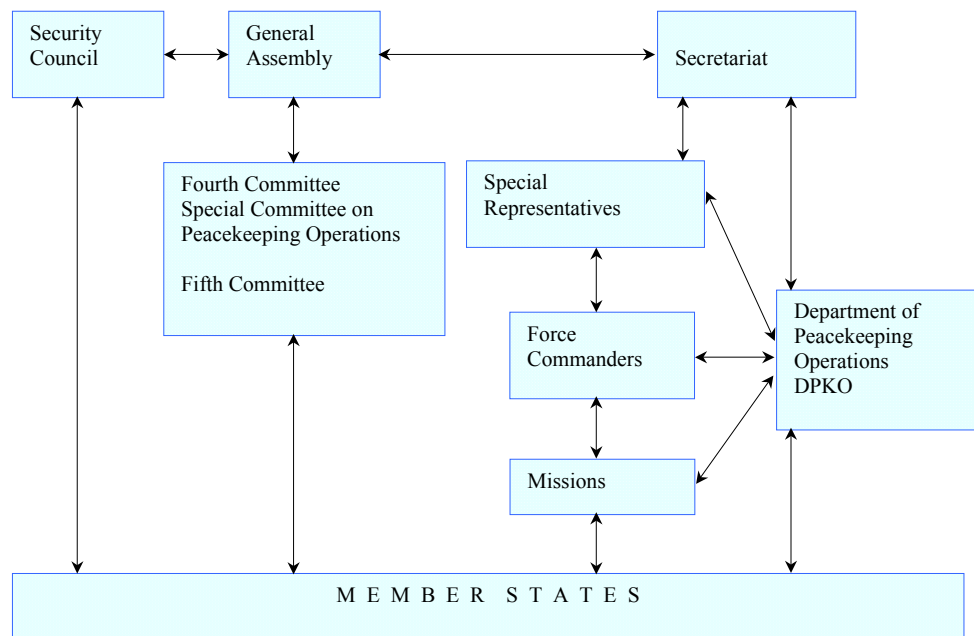 Security
Council
General
Assembly
Secretariat
Fourth Committee
Special Committee on
Peacekeeping Operations
Fifth Committee
Special
Representatives
Force
Commanders
Department of
Peacekeeping
Operations
DPKO
Missions
M E M B E R S T A T E S